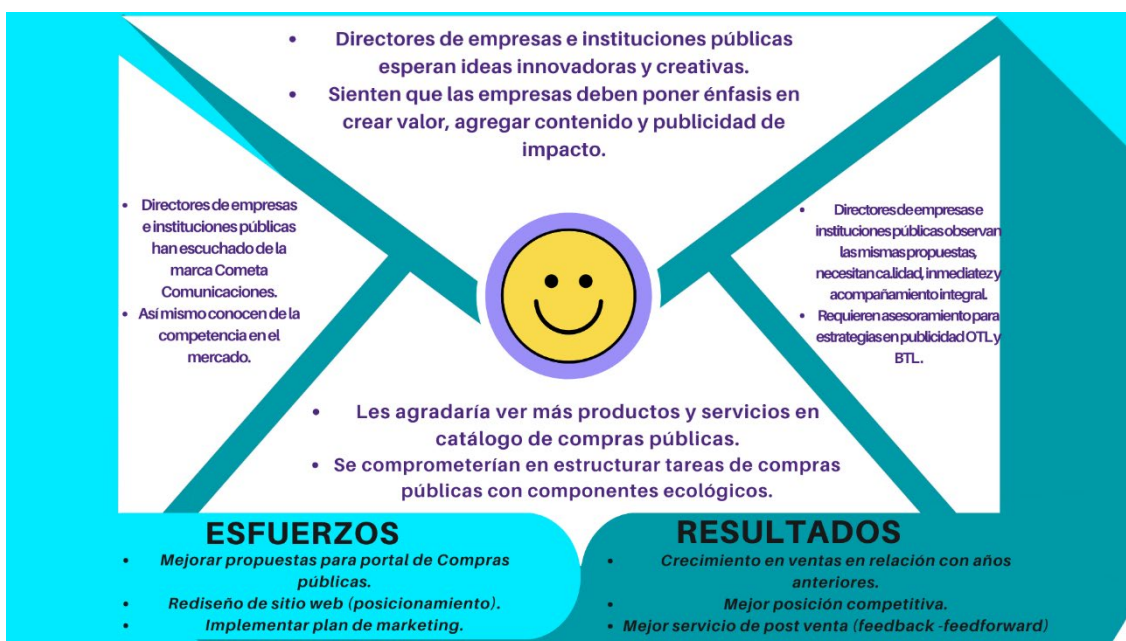 • Directores de empresas e instituciones públicas
esperan ideas innovadoras y creativas.
• Sienten que las empresas deben poner énfasis en
crear valor, agregar contenido y publicidad de
impacto.
• Directores de empresas
e instituciones públicas
han escuchado de la
marca Cometa
Comunicaciones.
• Así mismo conocen de la
competencia en el
mercado.
• Directores de empresas e
instituciones públicas observan
las mismas propuestas,
necesitan ca.lidad, inmediatez y
acompañamiento integral.
• Requieren asesoramiento para
estrategias en publicidad OTL y
BTL.
• Les agradaría ver más productos y servicios en
catálogo de compras públicas.
• Se comprometerían en estructurar tareas de compras
públicas con componentes ecológicos.
ESFUERZOS
• Mejorar propuestas para portal de Compras
públicas.
• Rediseño de sitio web (posicionamiento).
• Implementar plan de marketing.
RESULTADOS
• Crecimiento en ventas en relación con años
anteriores.
• Mejor posición competitiva.
• Mejor servicio de post venta (feedback -feedforward)